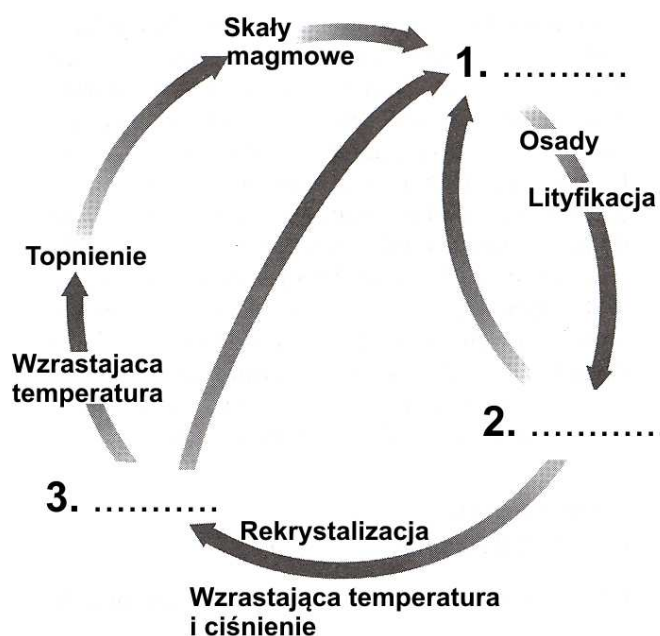 Skały
magmowe
1. ...........
Osady
Lityfikacja
Topnienie
Wzrastajaca
temperatura
2. ............
3. ...........
Rekrystalizacja
Wzrastająca temperatura
i ciśnienie